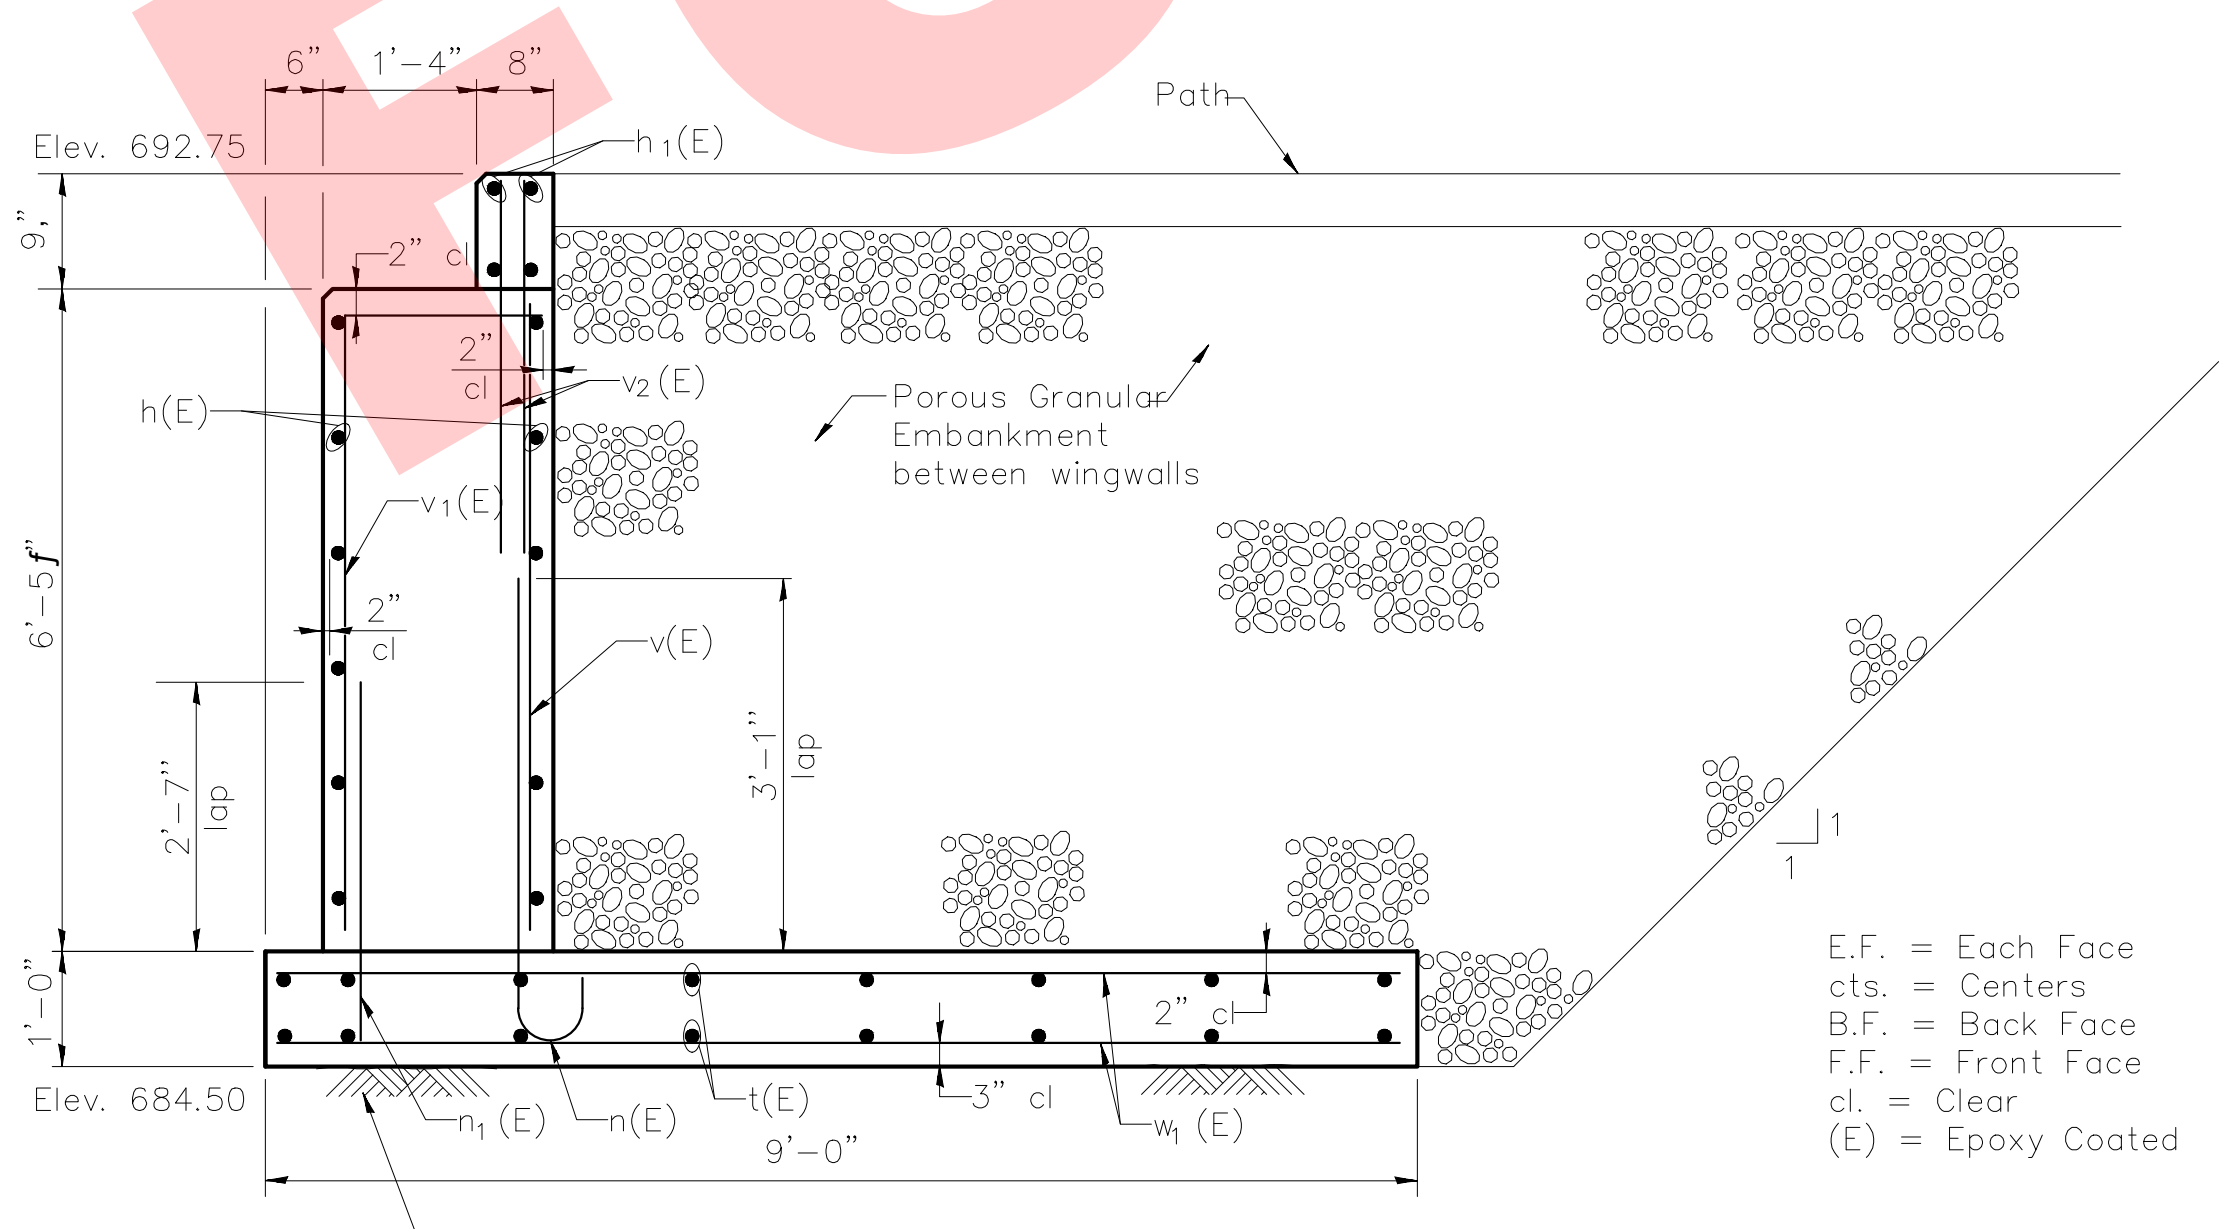 6" 1'-4" 8"
Path
Elev. 692.75
h1(E)
9,"
2" cl
2"
cl
v2(E)
h(E)
Porous Granular
Embankment
between wingwalls
v1(E)
6'-5ƒ"
2"
cl
v(E)
2'-7"'
lap
3'-1"'
lap
1
1
1'-0"
2" cl
E.F. = Each Face
cts. = Centers
B.F. = Back Face
F.F. = Front Face
cl. = Clear
(E) = Epoxy Coated
Elev. 684.50
3" cl
n1(E)
n(E)
t(E)
w1(E)
9'-0"